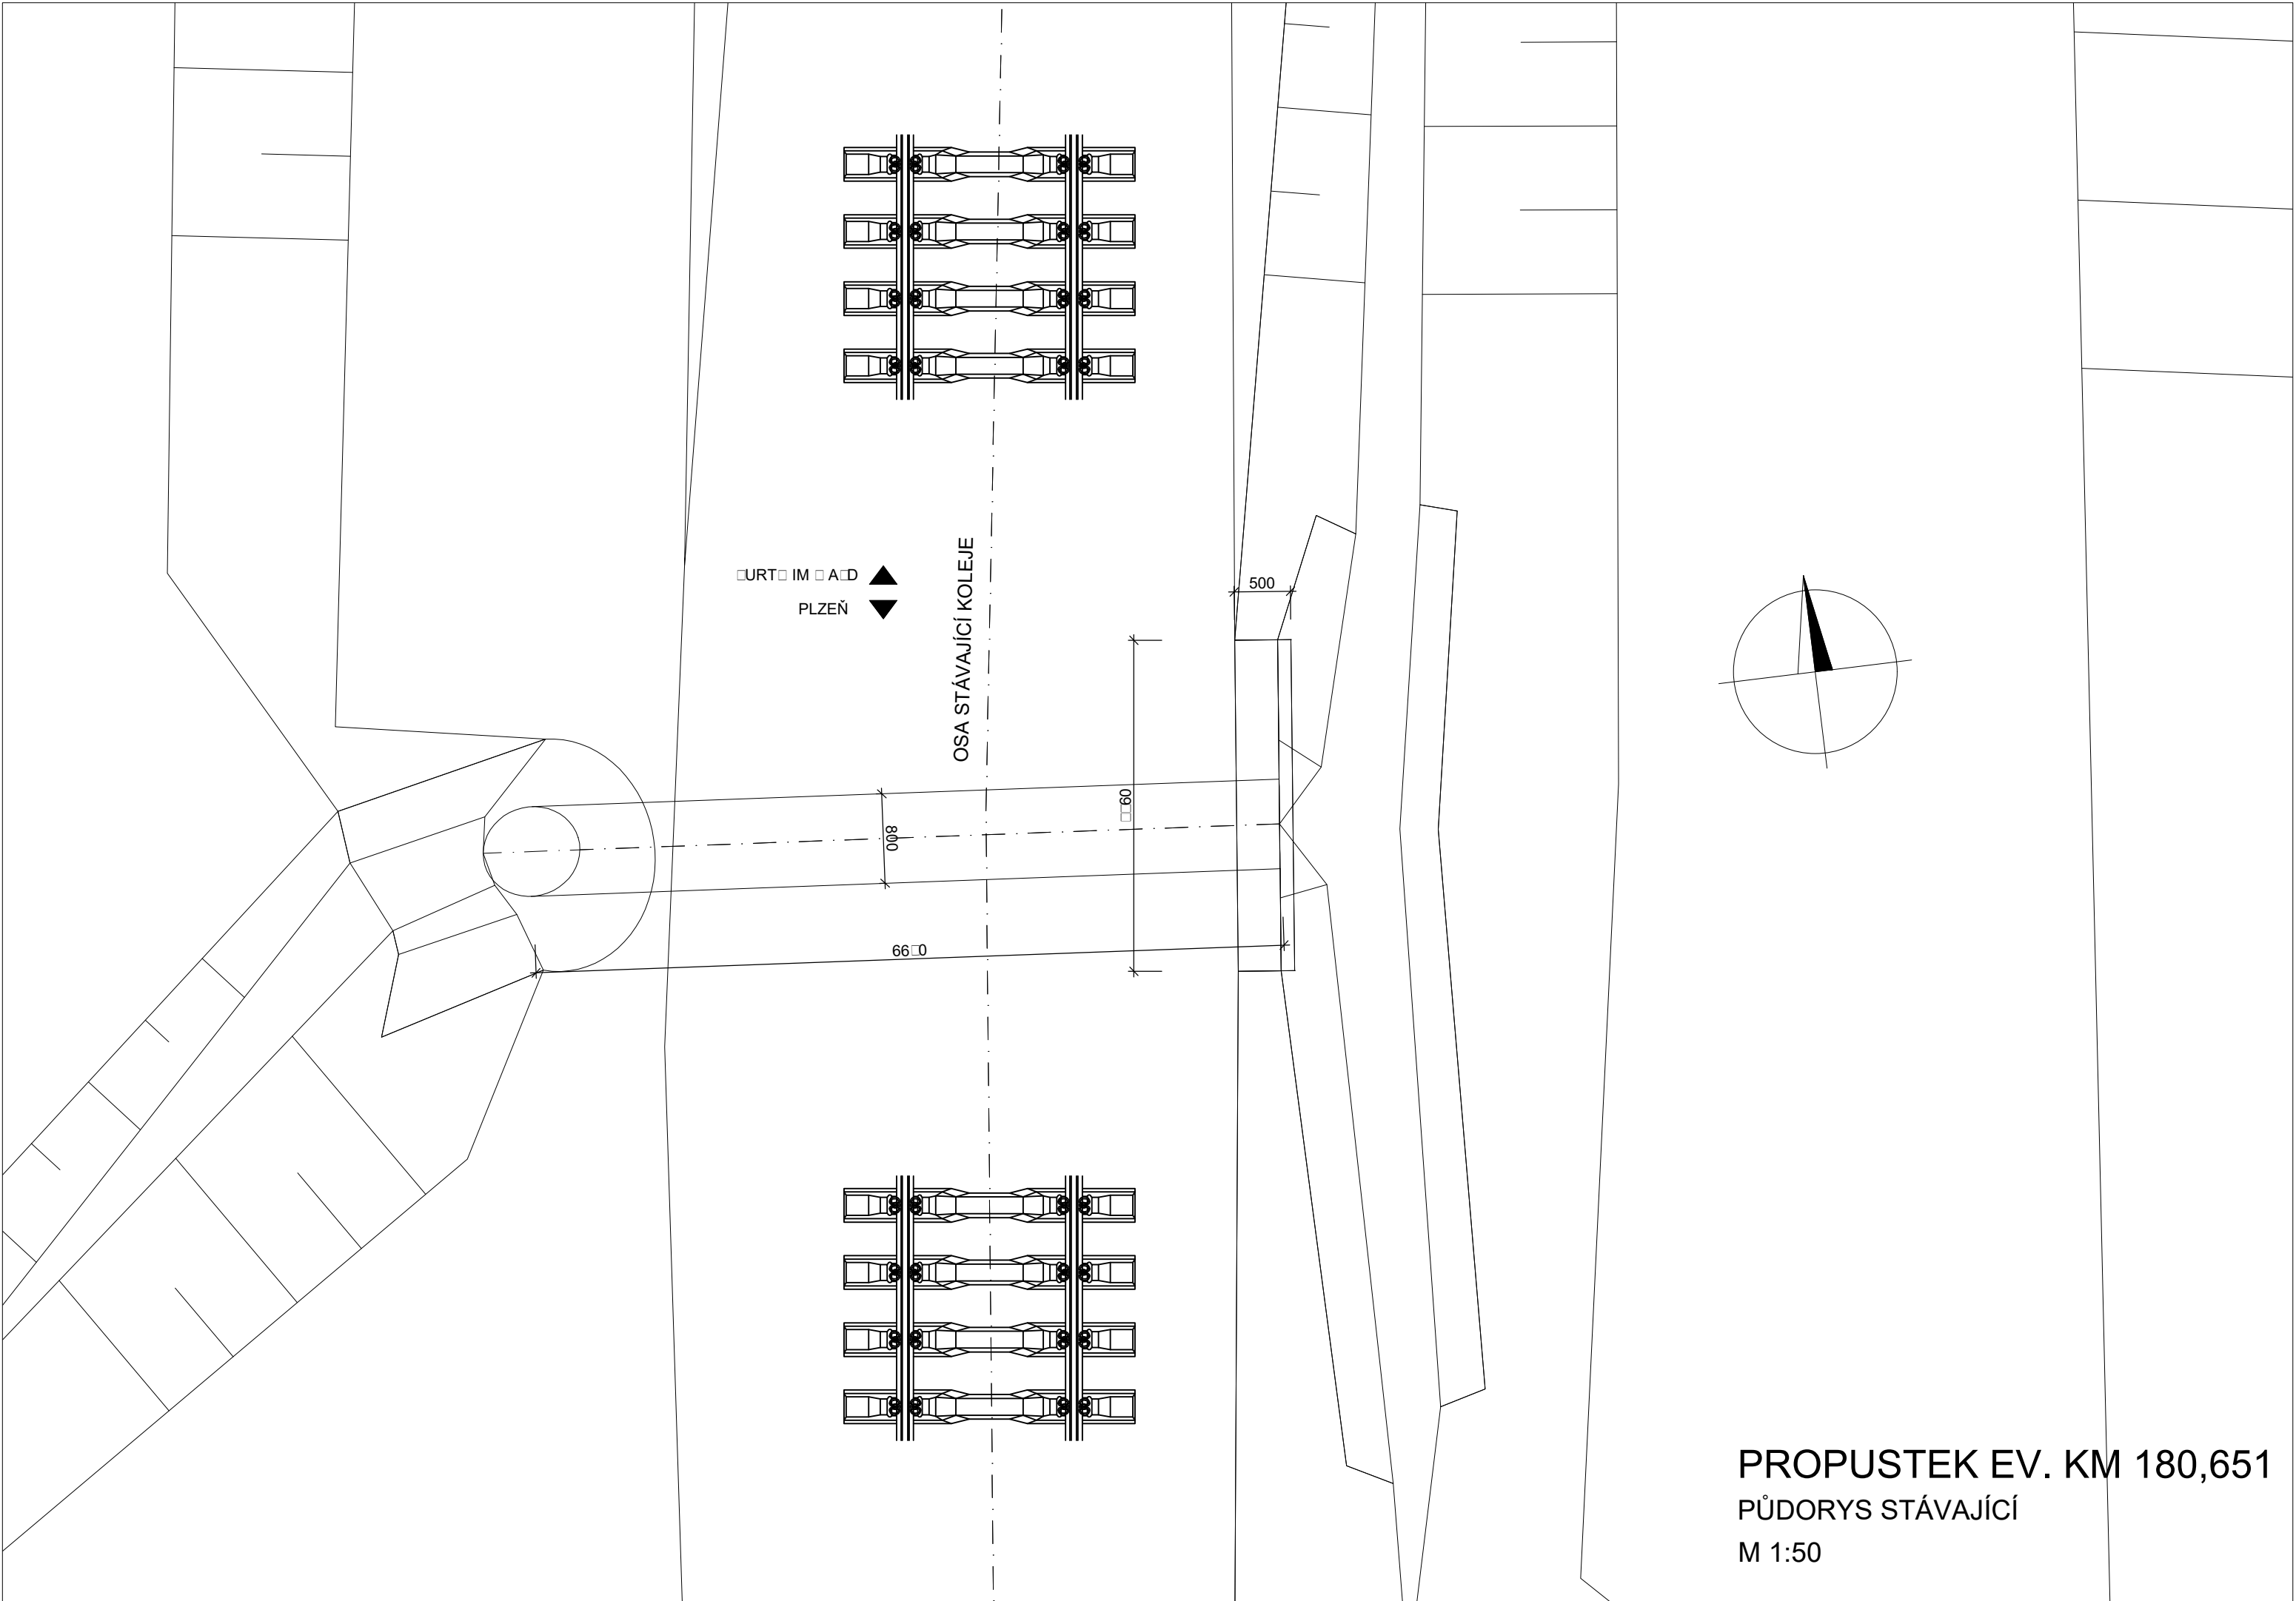 PLZEŇ
OSA STÁVAJÍCÍ KOLEJE
500
800
PROPUSTEK EV. KM 180,651
PŮDORYS STÁVAJÍCÍ
M 1:50